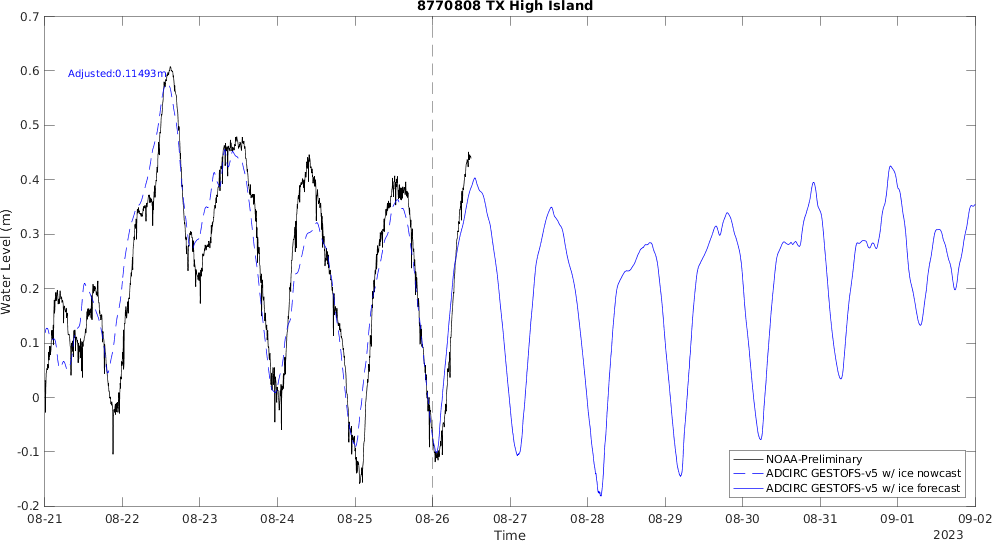 8770808 TX High Island
Adjusted:0.11493m
Water Level (m)
0.7
0.6
0.5
0.4
0.3
0.2
0.1
0
-0.1
-0.2
NOAA-Preliminary
ADCIRC GESTOFS-v5 w/ ice nowcast
ADCIRC GESTOFS-v5 w/ ice forecast
08-21 08-22 08-23 08-24 08-25 08-26 08-27 08-28 08-29 08-30 08-31 09-01 09-02
Time
2023